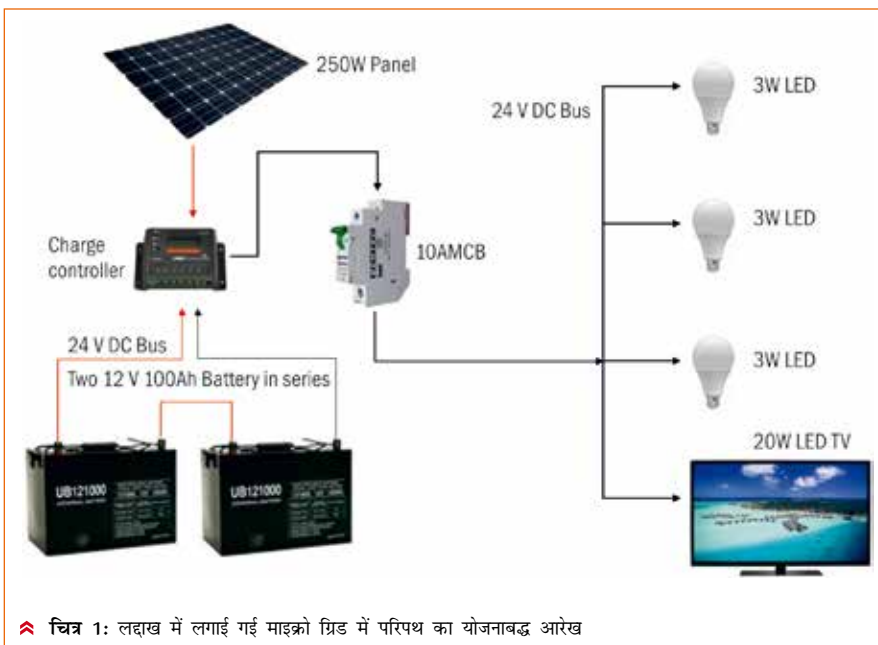 250W Panel
24 V DC Bus
3W LED
3W LED
Charge
controller
10AMCB
24 V DC Bus
Two 12 V 100Ah Battery in series
3W LED
20W LED TV
UB121000
UB121000
चित्र 1: लद्दाख में लगाई गई माइक्रो ग्रिड में परिपथ का योजनाबद्ध आरेख